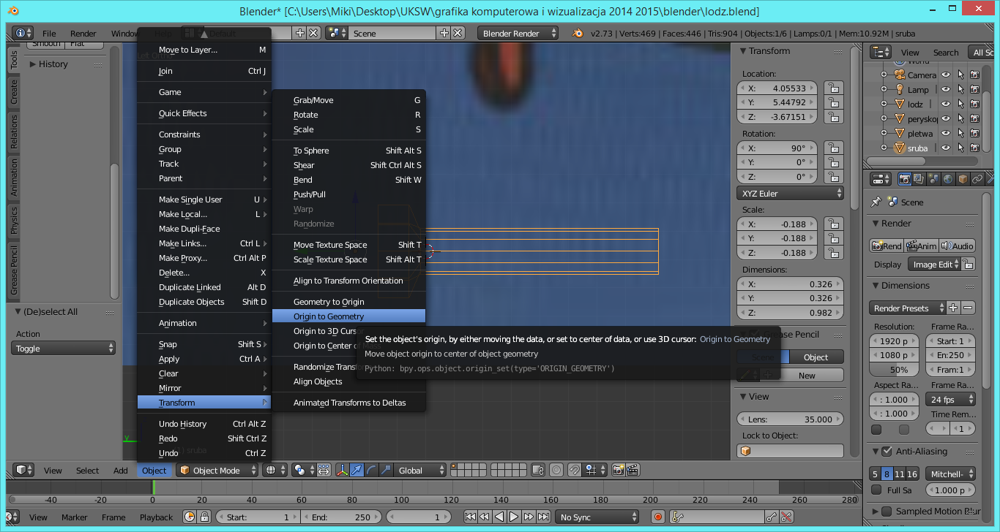 Blender* [C:\Users\Miki\Desktop\UKSW\grafika komputerowa i wizualizacja 2014 2015\blender\lodz.blend]
File Render Window Help Default Scene Blender Render v2.73 | Verts:469 | Faces:446 | Tris:904 | Objects:1/6 | Lamps:0/1 | Mem:10.92M | sruba
Tools
Create
Relations
Animation
Physics
Grease Pencil
Smooth Flat
History
(De)select All
Action
Toggle
Left Ortho
Move to Layer... M
Join Ctrl J
Game
Quick Effects
Constraints
Group
Track
Parent
Make Single User U
Make Local... L
Make Dupli-Face
Make Links... Ctrl L
Make Proxy... Ctrl Alt P
Delete... X
Duplicate Linked Alt D
Duplicate Objects Shift D
Animation
Snap Shift S
Apply Ctrl A
Clear
Mirror
Transform
Undo History Ctrl Alt Z
Redo Shift Ctrl Z
Undo Ctrl Z
(1) sruba
y
Grab/Move G
Rotate R
Scale S
To Sphere Shift Alt S
Shear Shift Ctrl Alt S
Bend Shift W
Push/Pull
Warp
Randomize
Move Texture Space Shift T
Scale Texture Space Shift Alt T
Align to Transform Orientation
Geometry to Origin
Origin to Geometry
Origin to 3D Cursor
Origin to Center of
Randomize Transfo
Align Objects
Animated Transforms to Deltas
Set the object's origin, by either moving the data, or set to center of data, or use 3D cursor: Origin to Geometry
Move object origin to center of object geometry
Python: bpy.ops.object.origin_set(type='ORIGIN_GEOMETRY')
Transform
Location:
X: 4.05533
Y: 5.44792
Z: -3.67151
Rotation:
X: 90°
Y: 0°
Z: 0°
XYZ Euler
Scale:
X: -0.188
Y: -0.188
Z: -0.188
Dimensions:
X: 0.326
Y: 0.326
Z: 0.982
Grease Pencil
Scene Object
New
View
Lens: 35.000
Lock to Object:
View Search All Sc
World
Camera
Lamp
lodz
peryskop
pletwa
sruba
Scene
Render
Rend Anim Audio
Display Image Edit
Dimensions
Render Presets
Resolution: Frame Ra...
1920 p Start: 1
1080 p En:250
50% Fram:1
Aspect Ra... Frame Ra...
: 1.000 24 fps
: 1.000 Time Rem...
1
Anti-Aliasing
5 8 11 16 Mitchell-
Full Sa 1.000 p
Sampled Motion Blur
View Select Add Object Object Mode Global
-40 -20 0 20 40 60 80 100 120 140 160 180 200 220 240 260 280
View Marker Frame Playback Start: 1 End: 250 1 No Sync